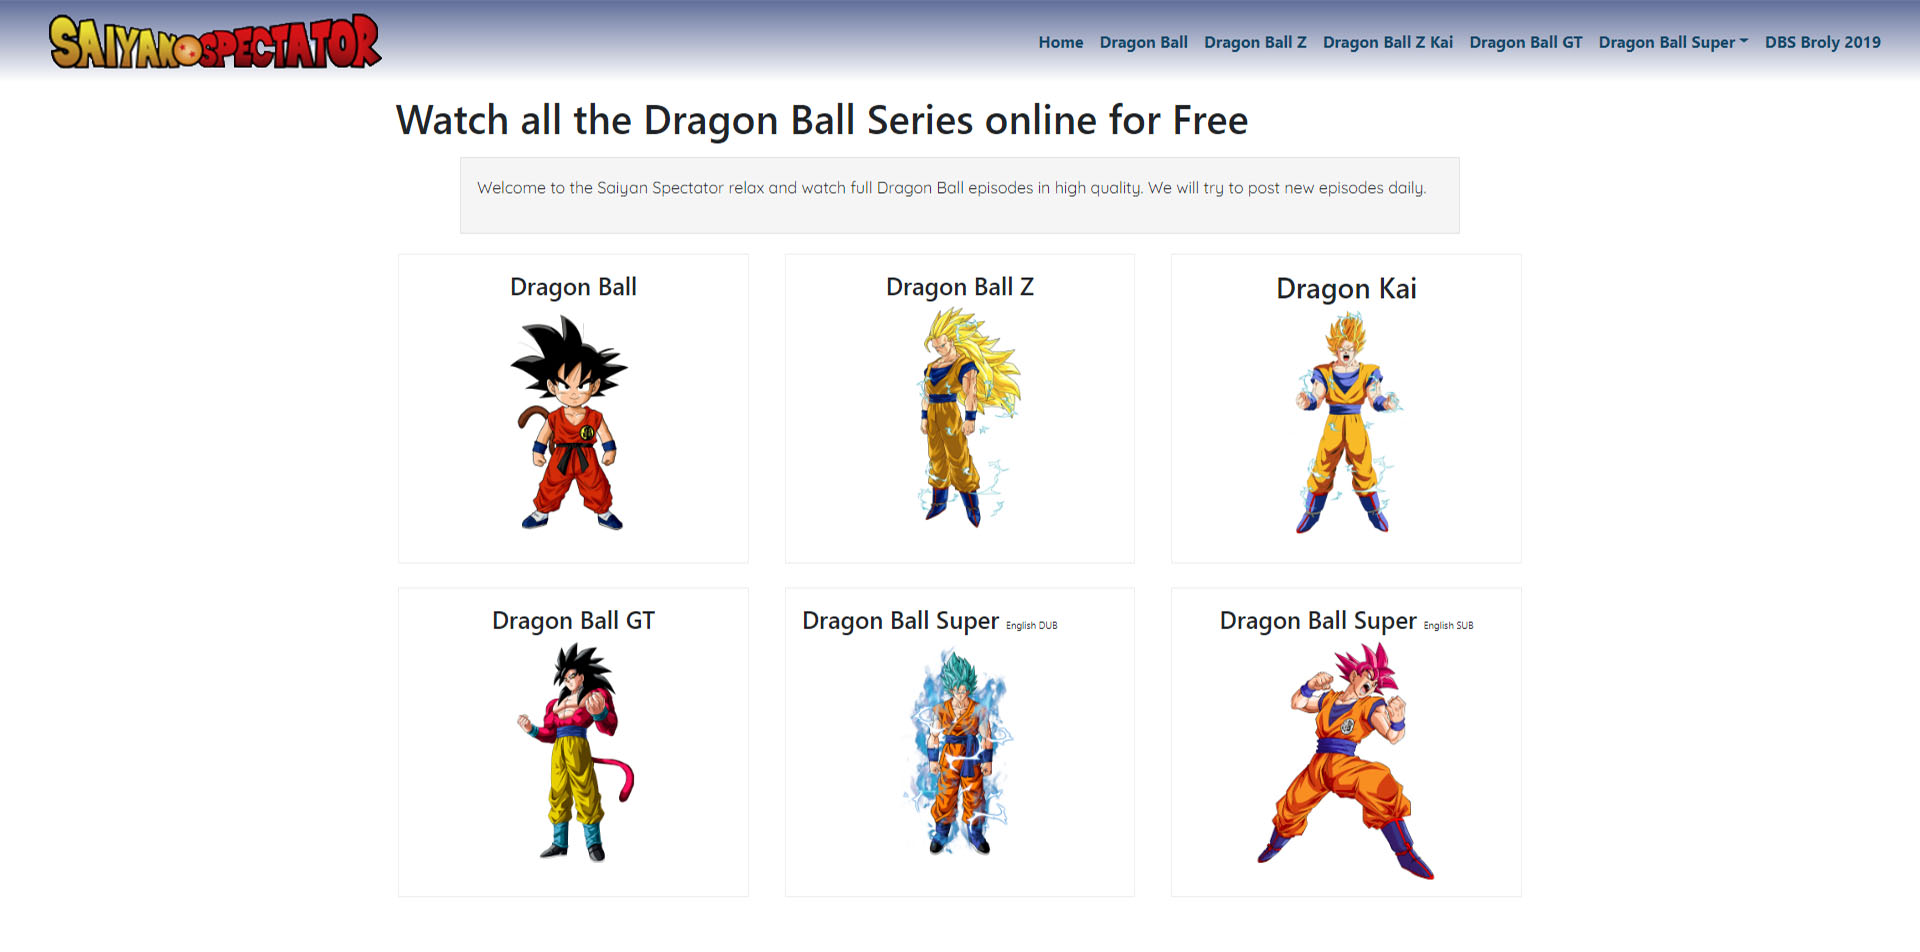 SAIYAN SPECTATOR
Home Dragon Ball Dragon Ball Z Dragon Ball Z Kai Dragon Ball GT Dragon Ball Super DBS Broly 2019
Watch all the Dragon Ball Series online for Free
Welcome to the Saiyan Spectator relax and watch full Dragon Ball episodes in high quality. We will try to post new episodes daily.
Dragon Ball
Dragon Ball Z
Dragon Kai
Dragon Ball GT
Dragon Ball Super English DUB
Dragon Ball Super English SUB